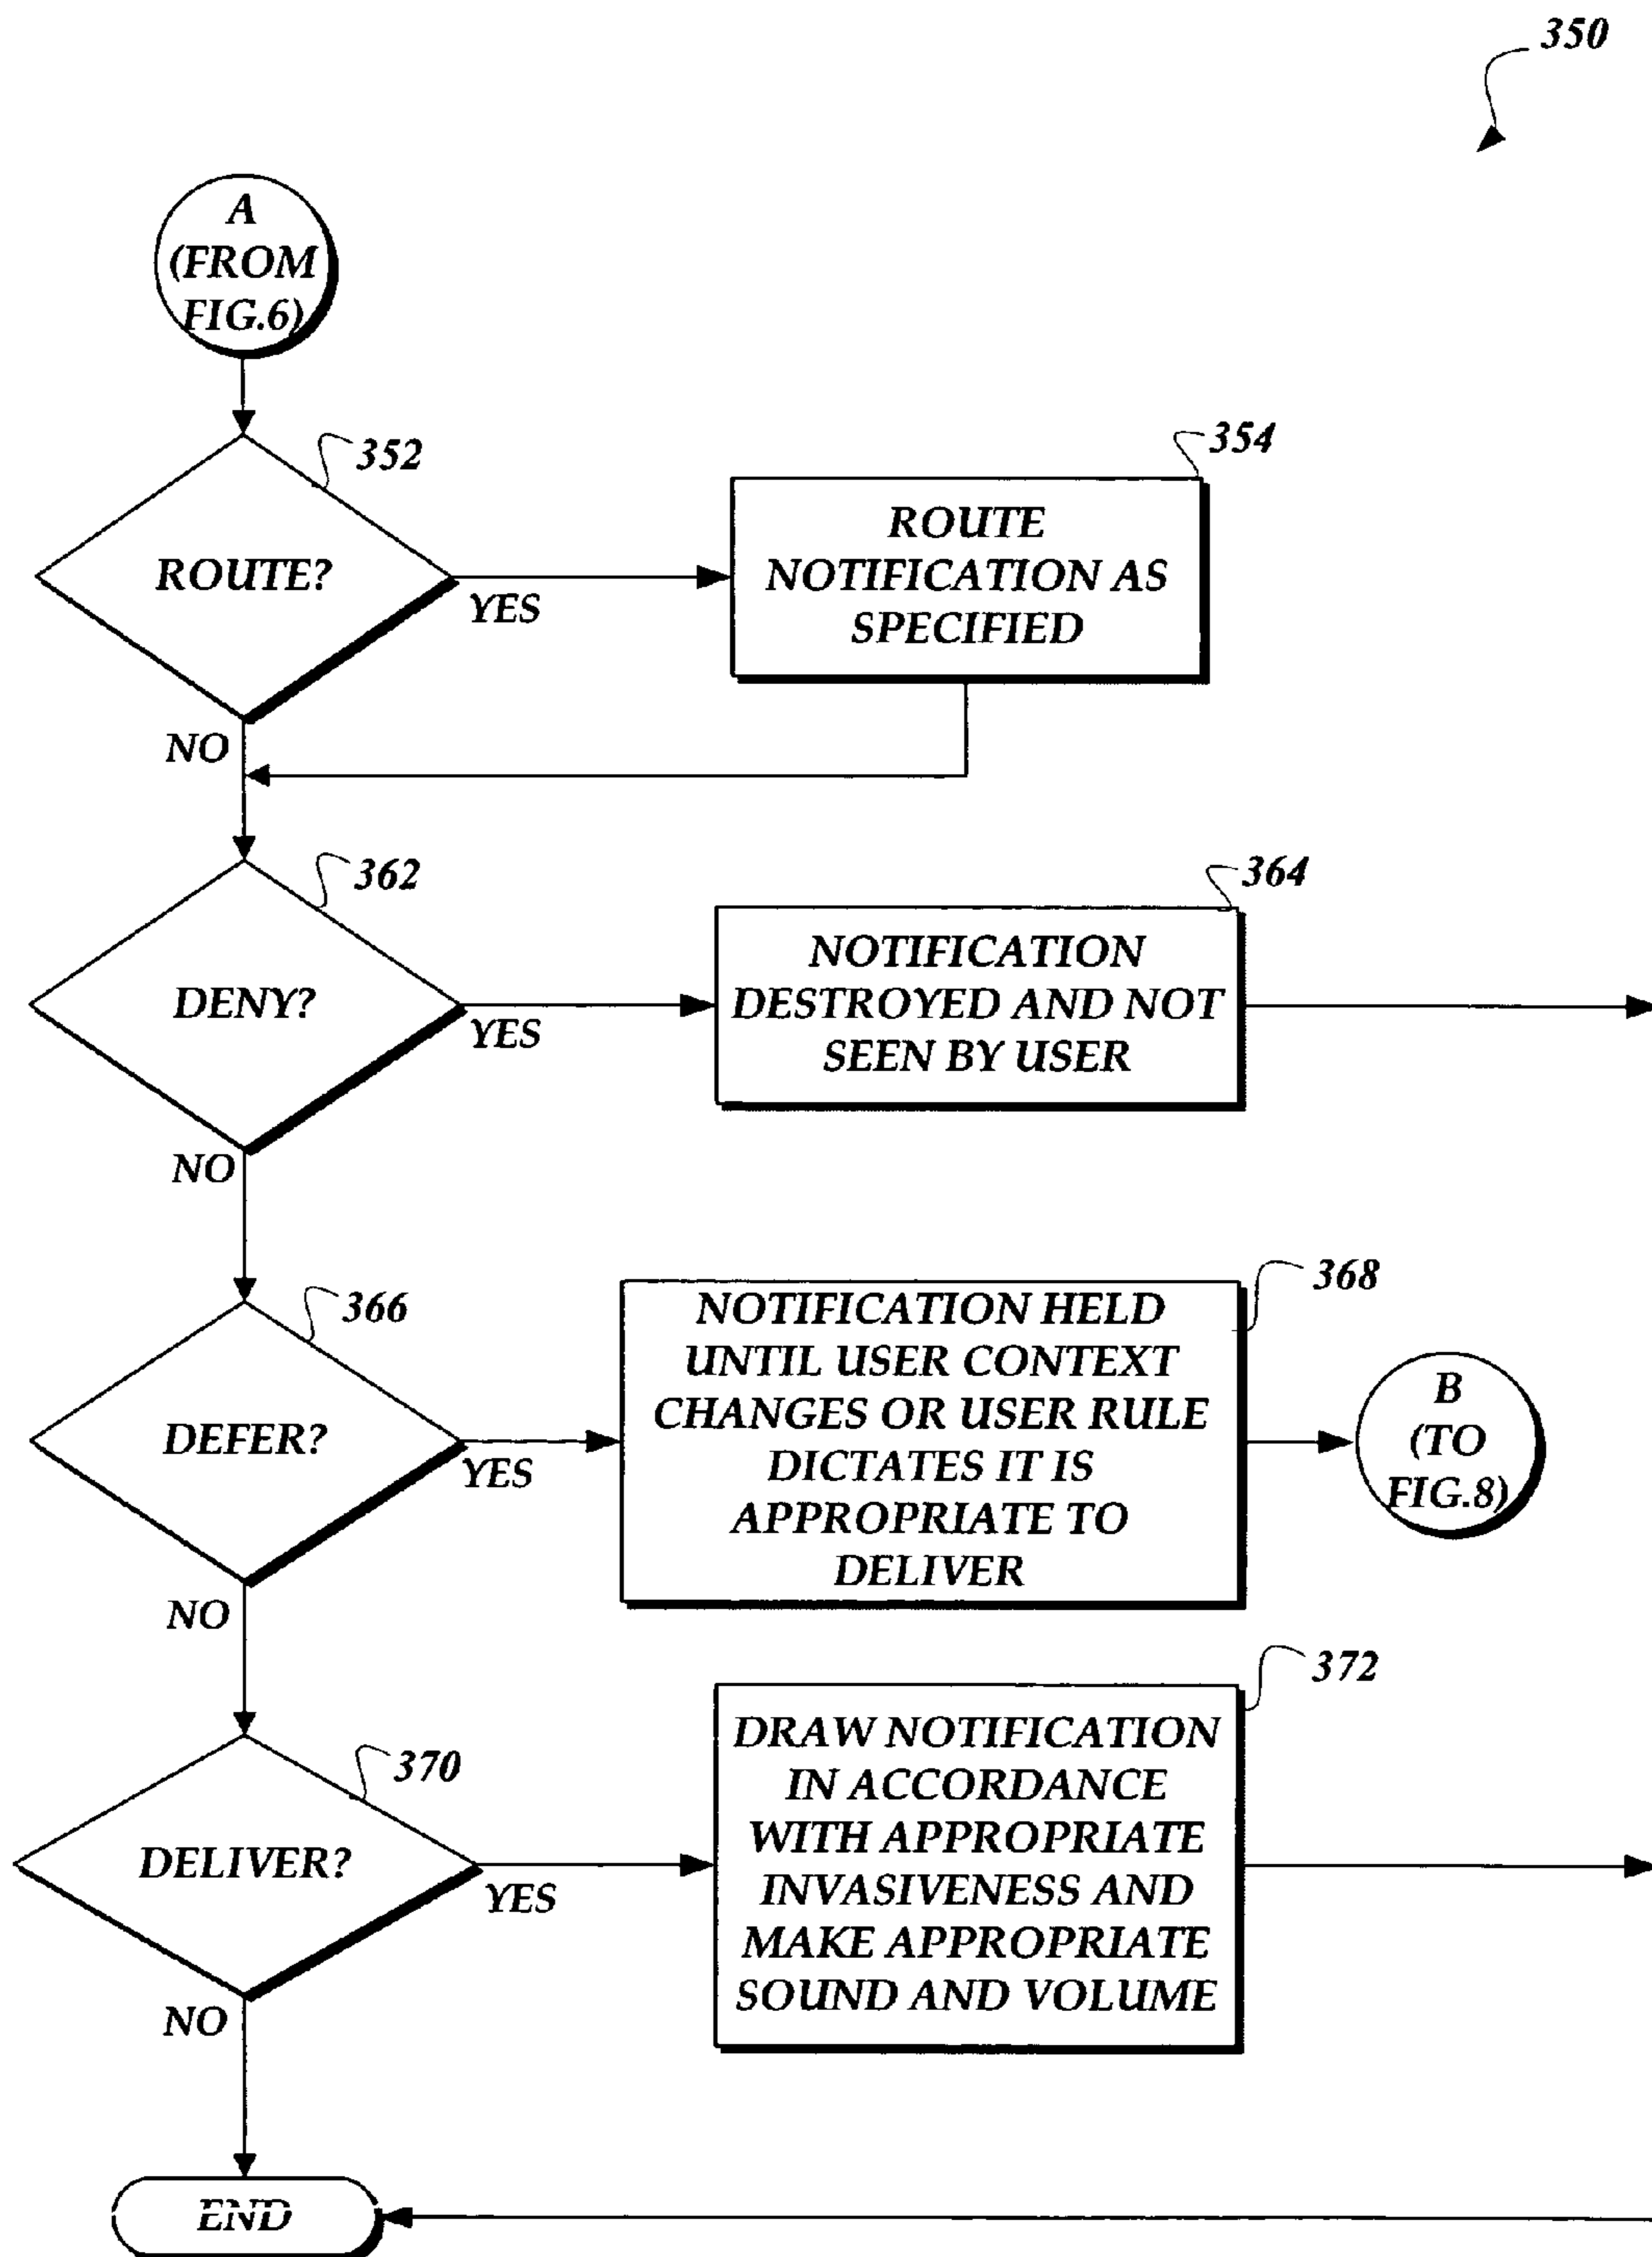 350
A
(FROM
FIG.6)
352
ROUTE?
YES
NO
354
ROUTE
NOTIFICATION AS
SPECIFIED
362
DENY?
YES
NO
364
NOTIFICATION
DESTROYED AND NOT
SEEN BY USER
366
DEFER?
YES
NO
368
NOTIFICATION HELD
UNTIL USER CONTEXT
CHANGES OR USER RULE
DICTATES IT IS
APPROPRIATE TO
DELIVER
B
(TO
FIG.8)
370
DELIVER?
YES
NO
372
DRAW NOTIFICATION
IN ACCORDANCE
WITH APPROPRIATE
INVASIVENESS AND
MAKE APPROPRIATE
SOUND AND VOLUME
END